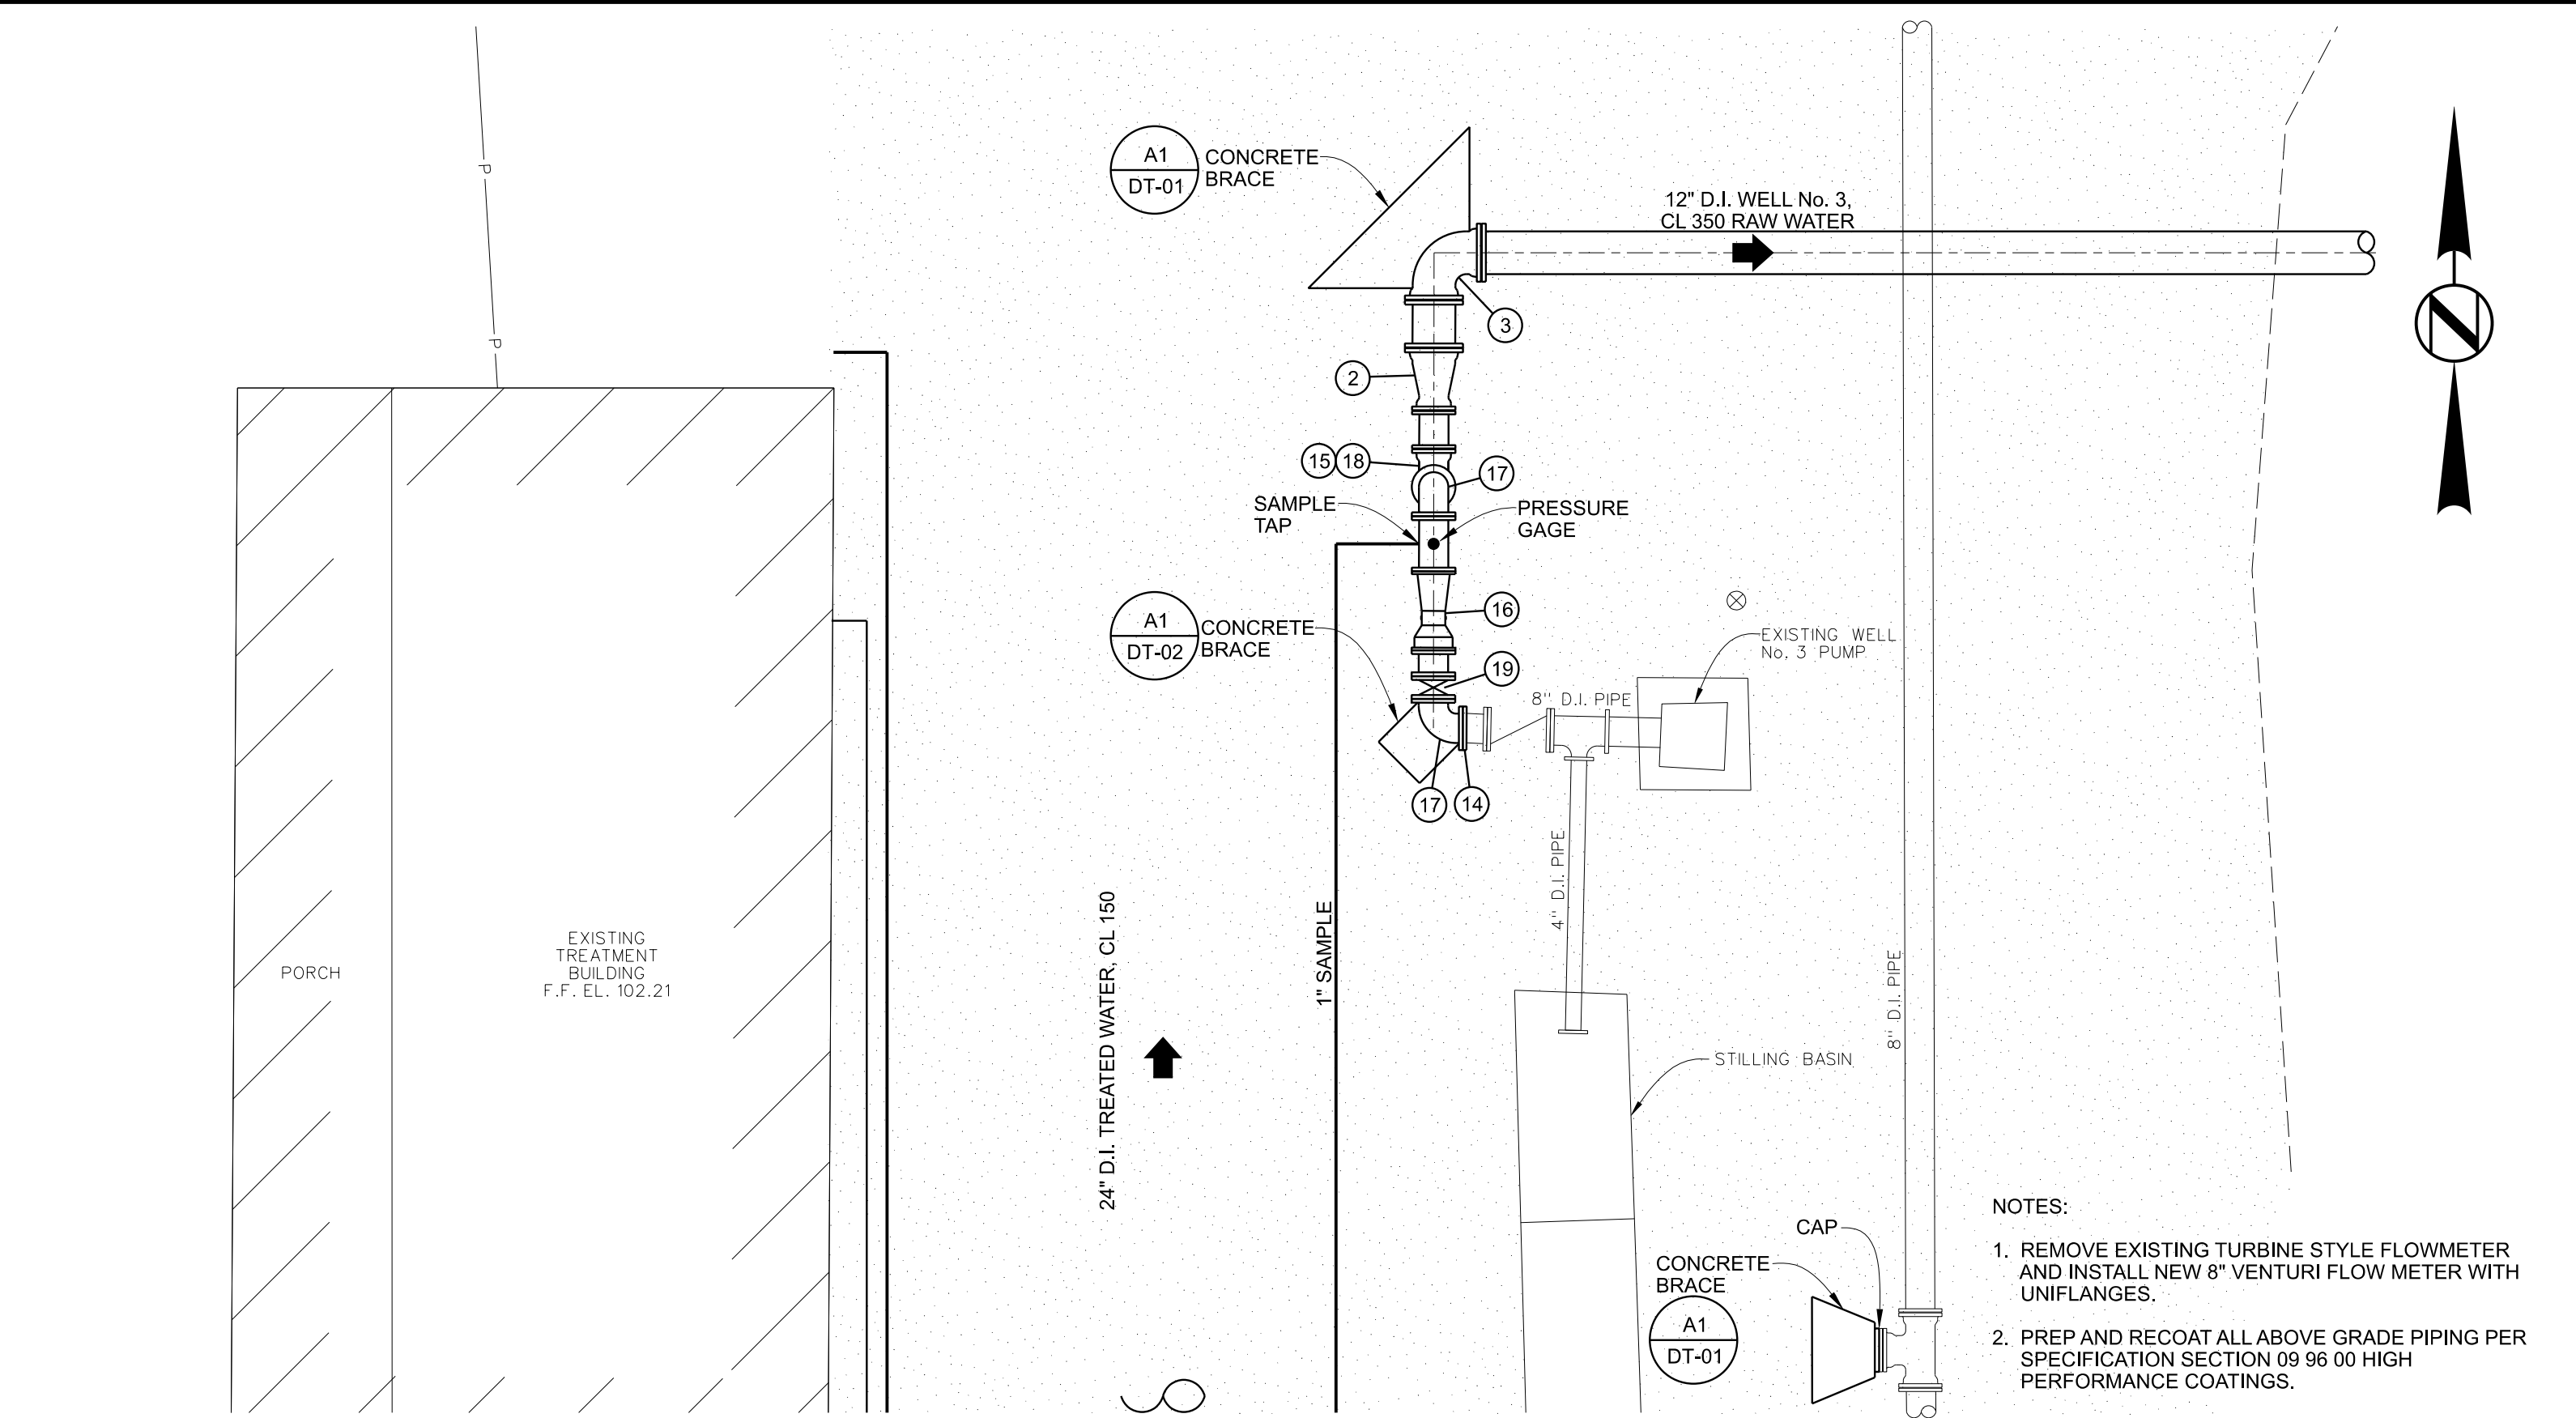 P
P
A1
DT-01
CONCRETE
BRACE
12" D.I. WELL No. 3,
CL 350 RAW WATER
3
2
N
15
18
17
SAMPLE
TAP
PRESSURE
GAGE
16
A1
DT-02
CONCRETE
BRACE
19
EXISTING WELL
No. 3 PUMP
8" D.I. PIPE
17
14
4" D.I. PIPE
24" D.I. TREATED WATER, CL 150
1" SAMPLE
8" D.I. PIPE
PORCH
EXISTING
TREATMENT
BUILDING
F.F. EL. 102.21
STILLING BASIN
CAP
CONCRETE
BRACE
A1
DT-01
NOTES:
1. REMOVE EXISTING TURBINE STYLE FLOWMETER
AND INSTALL NEW 8" VENTURI FLOW METER WITH
UNIFLANGES.
2. PREP AND RECOAT ALL ABOVE GRADE PIPING PER
SPECIFICATION SECTION 09 96 00 HIGH
PERFORMANCE COATINGS.